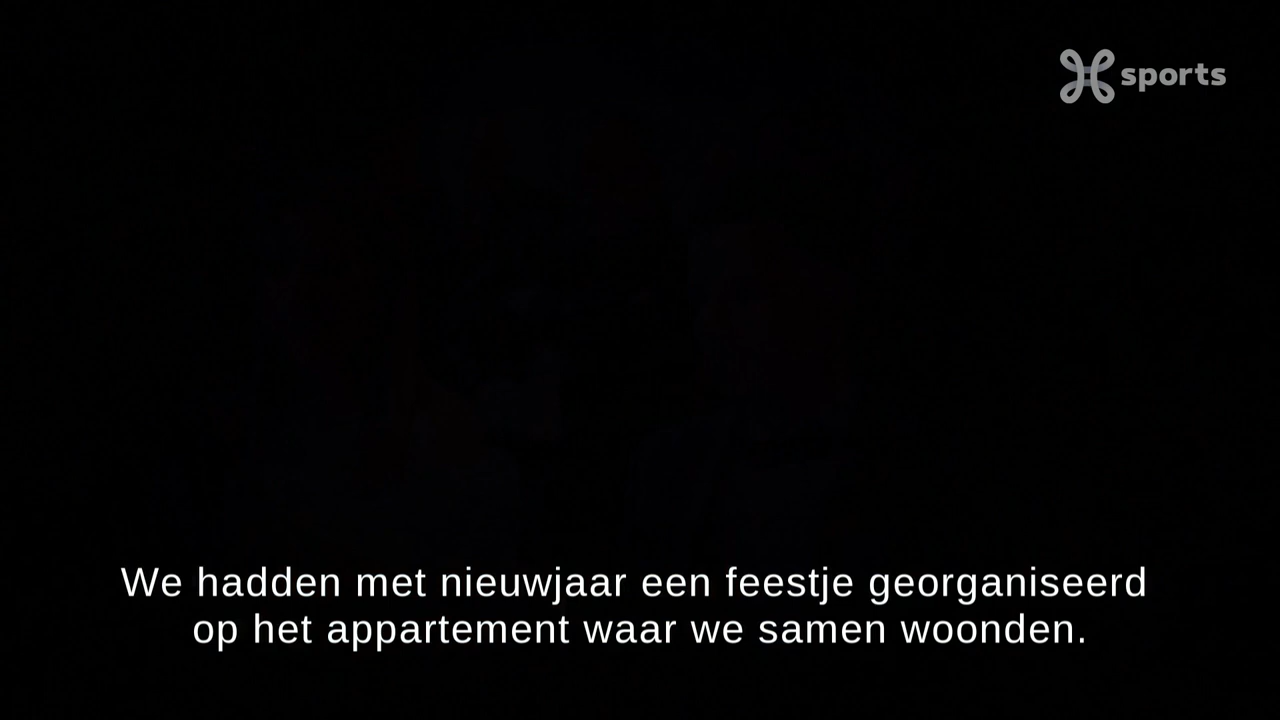 sports
We hadden met nieuwjaar een feestje georganiseerd
op het appartement waar we samen woonden.